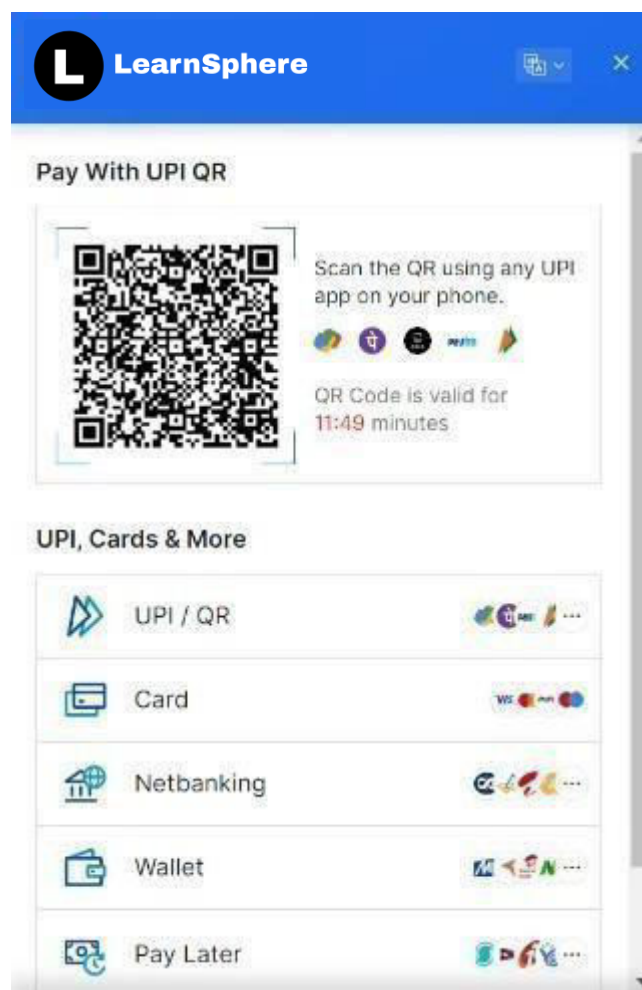 L LearnSphere
Pay With UPI QR
Scan the QR using any UPI
app on your phone.
पे Paytm
QR Code is valid for
11:49 minutes
UPI, Cards & More
UPI / QR
Card
Netbanking
Wallet
Pay Later